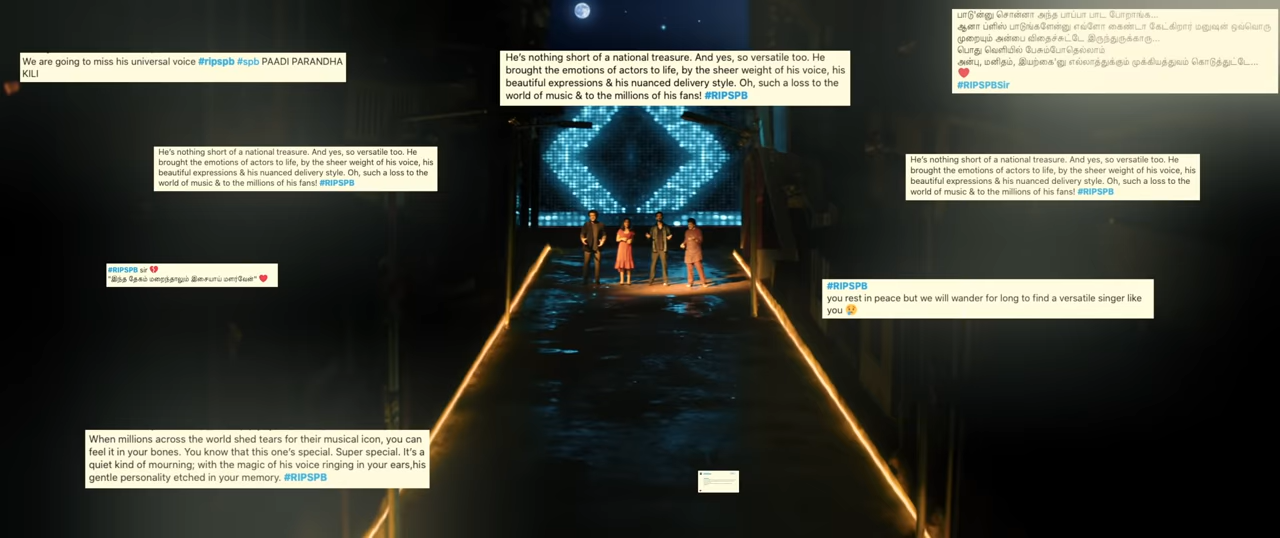 We are going to miss his universal voice #ripspb #spb PAADI PARANDHA
KILI
He's nothing short of a national treasure. And yes, so versatile too. He
brought the emotions of actors to life, by the sheer weight of his voice, his
beautiful expressions & his nuanced delivery style. Oh, such a loss to the
world of music & to the millions of his fans! #RIPSPB
பாடு'ன்னு சொன்னா அந்த பாப்பா பாட போறாங்க...
ஆனா ப்ளீஸ் பாடுங்களேன்னு எவ்ளோ கைண்டா கேட்கிறார் மனுஷன் ஒவ்வொரு
முறையும் அன்பை விதைச்சுட்டே இருந்துருக்காரு...
பொது வெளியில் பேசும்போதெல்லாம்
அன்பு, மனிதம், இயற்கை'னு எல்லாத்துக்கும் முக்கியத்துவம் கொடுத்துட்டே...
❤️
#RIPSPBSir
He's nothing short of a national treasure. And yes, so versatile too. He
brought the emotions of actors to life, by the sheer weight of his voice, his
beautiful expressions & his nuanced delivery style. Oh, such a loss to the
world of music & to the millions of his fans! #RIPSPB
He's nothing short of a national treasure. And yes, so versatile too. He
brought the emotions of actors to life, by the sheer weight of his voice, his
beautiful expressions & his nuanced delivery style. Oh, such a loss to the
world of music & to the millions of his fans! #RIPSPB
#RIPSPB sir 💔
"இந்த தேகம் மறைந்தாலும் இசையாய் மலர்வேன்" ❤️
#RIPSPB
you rest in peace but we will wander for long to find a versatile singer like
you 😢
When millions across the world shed tears for their musical icon, you can
feel it in your bones. You know that this one's special. Super special. It's a
quiet kind of mourning; with the magic of his voice ringing in your ears,his
gentle personality etched in your memory. #RIPSPB